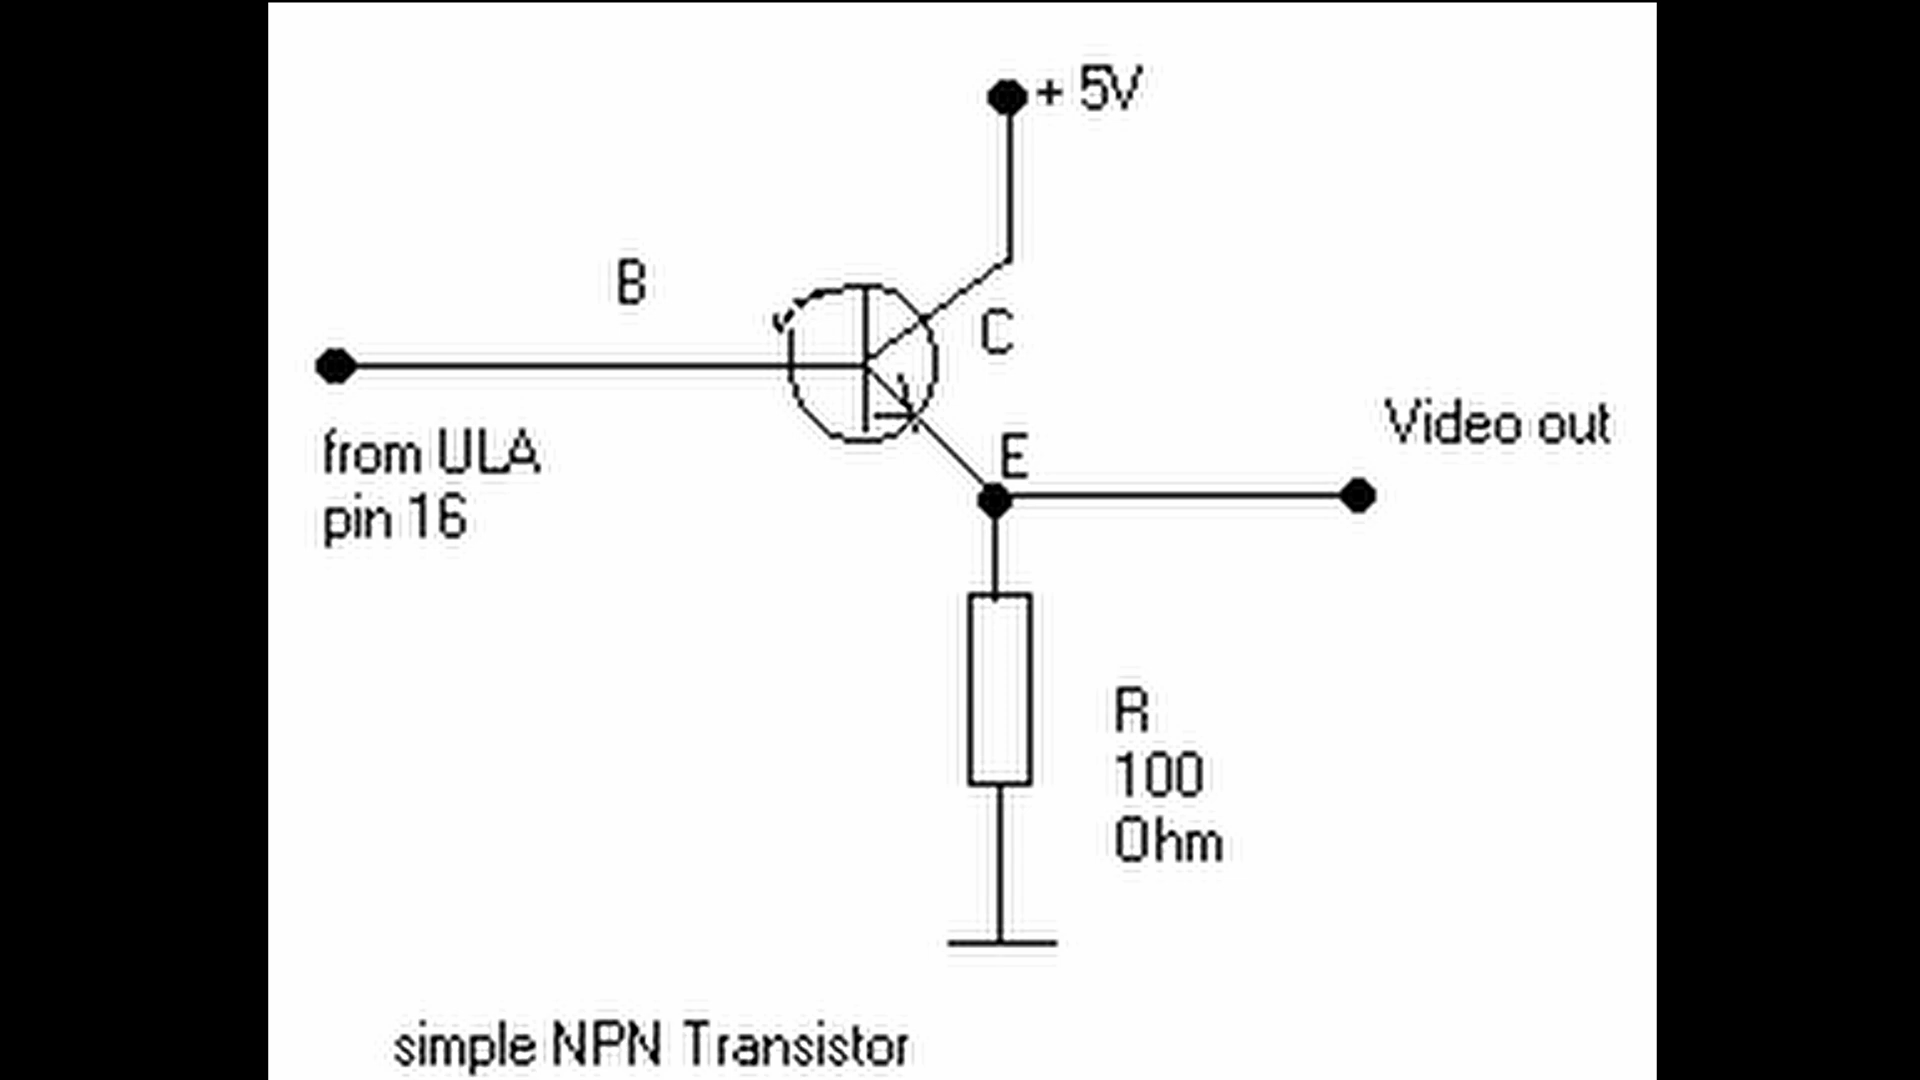 + 5V
B
C
Video out
from ULA
pin 16
E
R
100
Ohm
simple NPN Transistor